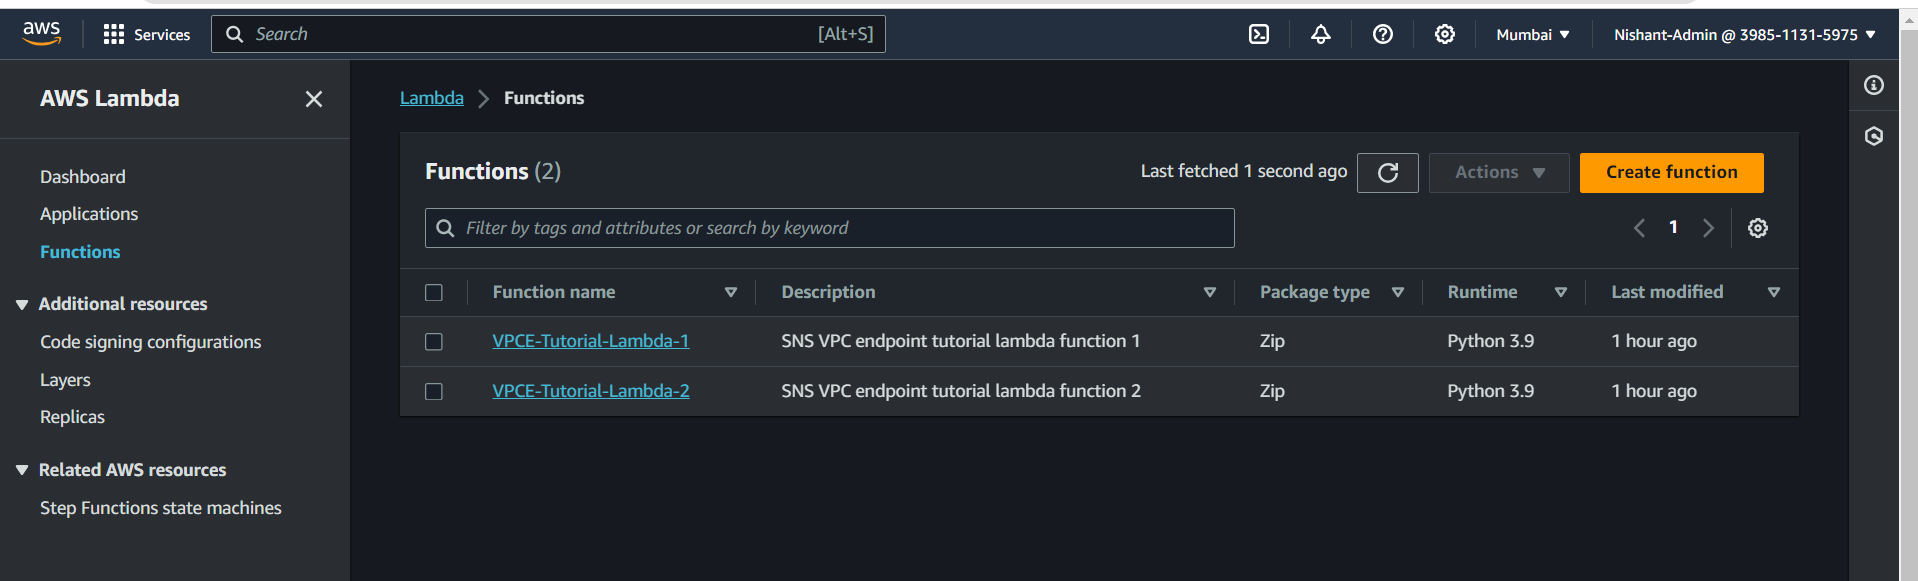 aws Services Search [Alt+S] Mumbai Nishant-Admin @ 3985-1131-5975
AWS Lambda
Dashboard
Applications
Functions
Additional resources
Code signing configurations
Layers
Replicas
Related AWS resources
Step Functions state machines
Lambda Functions
Functions (2) Last fetched 1 second ago Actions Create function
Filter by tags and attributes or search by keyword 1
Function name Description Package type Runtime Last modified
VPCE-Tutorial-Lambda-1 SNS VPC endpoint tutorial lambda function 1 Zip Python 3.9 1 hour ago
VPCE-Tutorial-Lambda-2 SNS VPC endpoint tutorial lambda function 2 Zip Python 3.9 1 hour ago